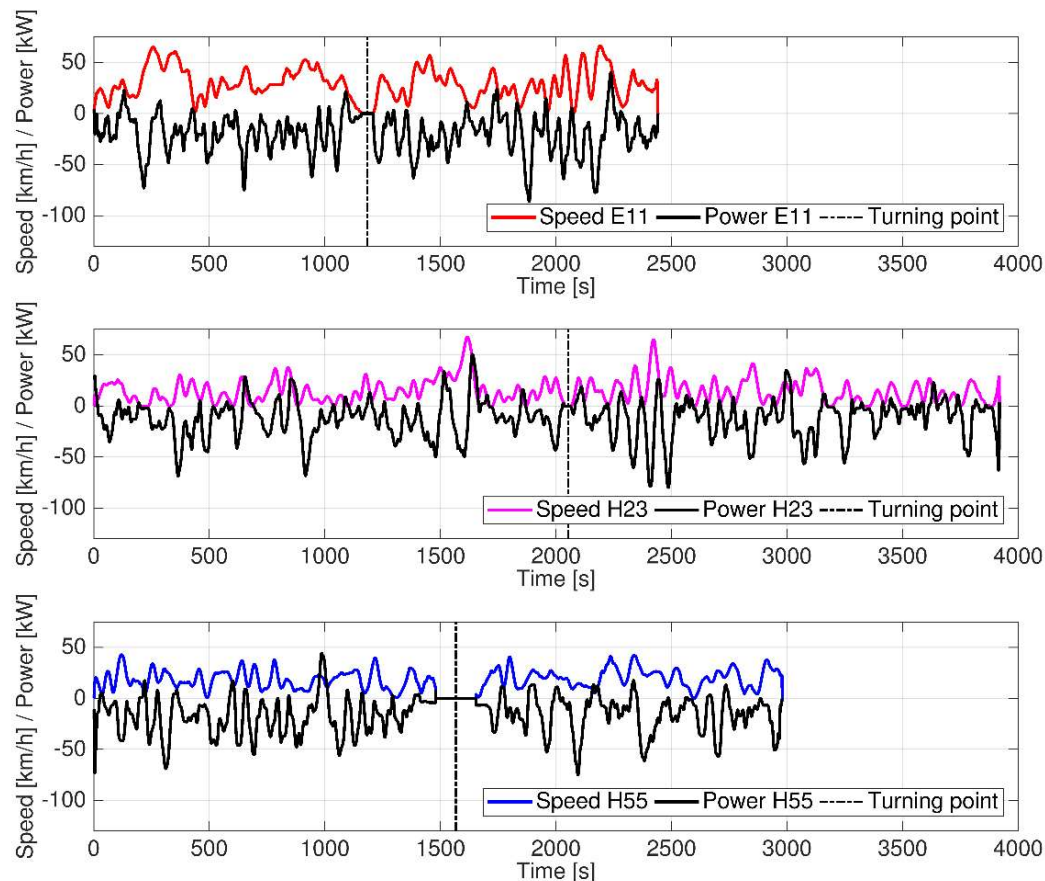 Speed [km/h] / Power [kW]
50
0
-50
-100
Speed E11 Power E11 Turning point
0 500 1000 1500 2000 2500 3000 3500 4000
Time [s]
Speed [km/h] / Power [kW]
50
0
-50
-100
Speed H23 Power H23 Turning point
0 500 1000 1500 2000 2500 3000 3500 4000
Time [s]
Speed [km/h] / Power [kW]
50
0
-50
-100
Speed H55 Power H55 Turning point
0 500 1000 1500 2000 2500 3000 3500 4000
Time [s]